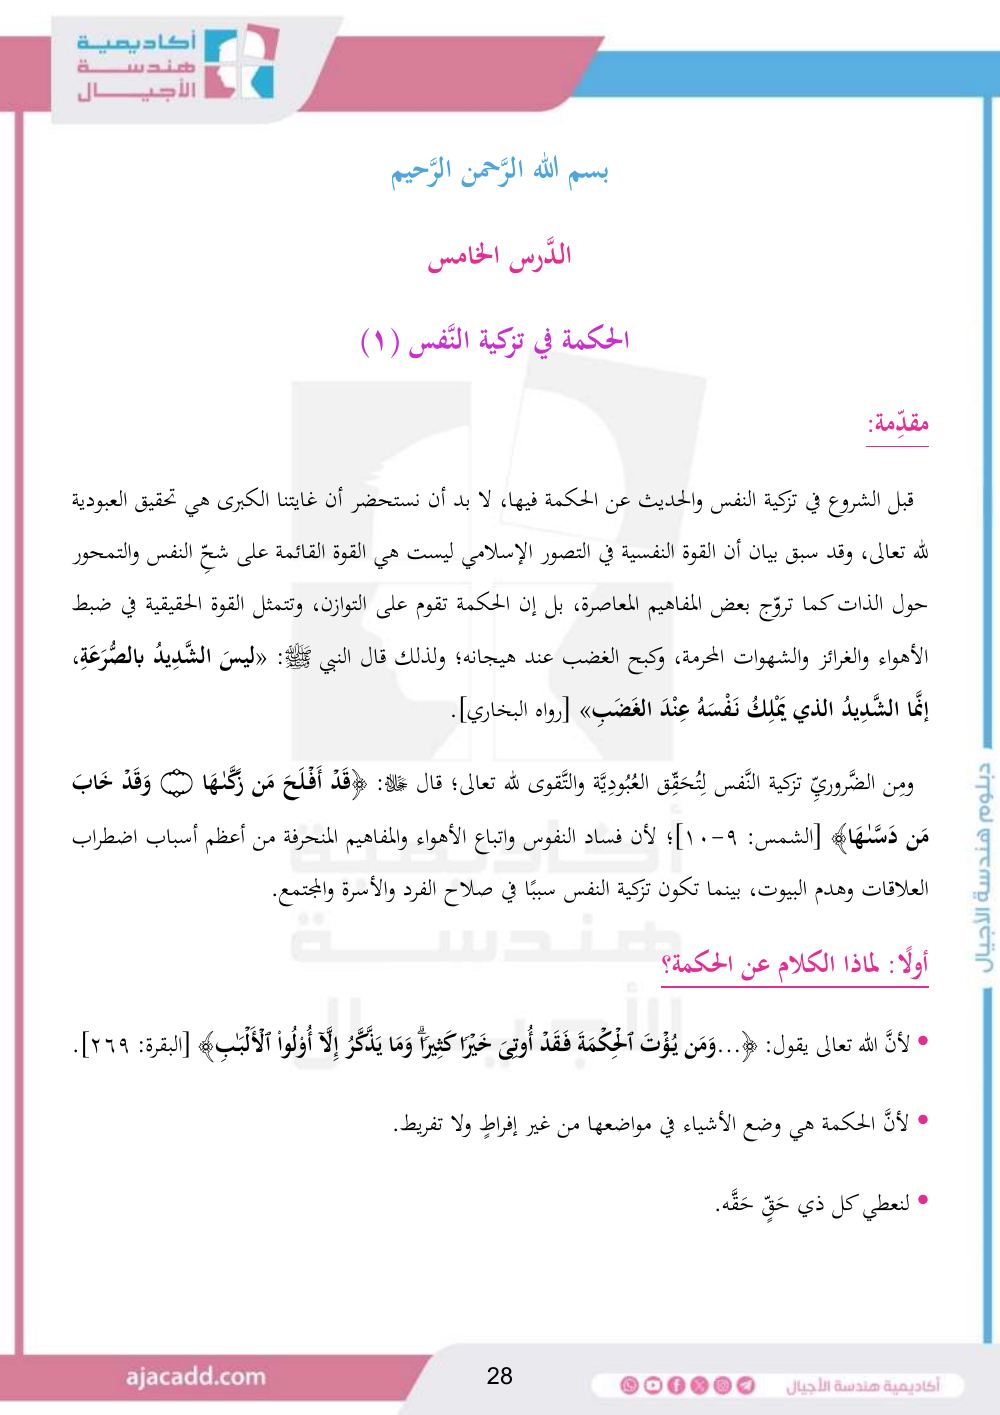 أكاديمية
هندسة
الأجيال
بسم الله الرَّحمن الرَّحيم
الدَّرس الخامس
الحكمة في تزكية النَّفس (١)
مقدِّمة:
قبل الشروع في تزكية النفس والحديث عن الحكمة فيها، لا بد أن نستحضر أن غايتنا الكبرى هي تحقيق العبودية
لله تعالى، وقد سبق بيان أن القوة النفسية في التصور الإسلامي ليست هي القوة القائمة على شحّ النفس والتمحور
حول الذات كما تروّج بعض المفاهيم المعاصرة، بل إن الحكمة تقوم على التوازن، وتتمثل القوة الحقيقية في ضبط
الأهواء والغرائز والشهوات المحرمة، وكبح الغضب عند هيجانه؛ ولذلك قال النبي ﷺ: «ليسَ الشَّدِيدُ بالصُّرَعَةِ،
إنَّما الشَّدِيدُ الذي يَمْلِكُ نَفْسَهُ عِنْدَ الغَضَبِ» [رواه البخاري].
ومِن الضَّروريِّ تزكية النَّفس لِتُحَقِّق العُبُودِيَّة والتَّقوى لله تعالى؛ قال ﷻ: ﴿قَدْ أَفْلَحَ مَن زَكَّىٰهَا ۝ وَقَدْ خَابَ
مَن دَسَّىٰهَا﴾ [الشمس: ٩-١٠]؛ لأن فساد النفوس واتباع الأهواء والمفاهيم المنحرفة من أعظم أسباب اضطراب
العلاقات وهدم البيوت، بينما تكون تزكية النفس سببًا في صلاح الفرد والأسرة والمجتمع.
أولًا: لماذا الكلام عن الحكمة؟
• لأنَّ الله تعالى يقول: ﴿...وَمَن يُؤْتَ ٱلْحِكْمَةَ فَقَدْ أُوتِىَ خَيْرًا كَثِيرًاۗ وَمَا يَذَّكَّرُ إِلَّآ أُوْلُواْ ٱلْأَلْبَٰبِ﴾ [البقرة: ٢٦٩].
• لأنَّ الحكمة هي وضع الأشياء في مواضعها من غير إفراطٍ ولا تفريط.
• لنعطي كل ذي حَقٍّ حَقَّه.
دبلوم هندسة الأجيال
أكاديمية هندسة الأجيال
28
ajacadd.com